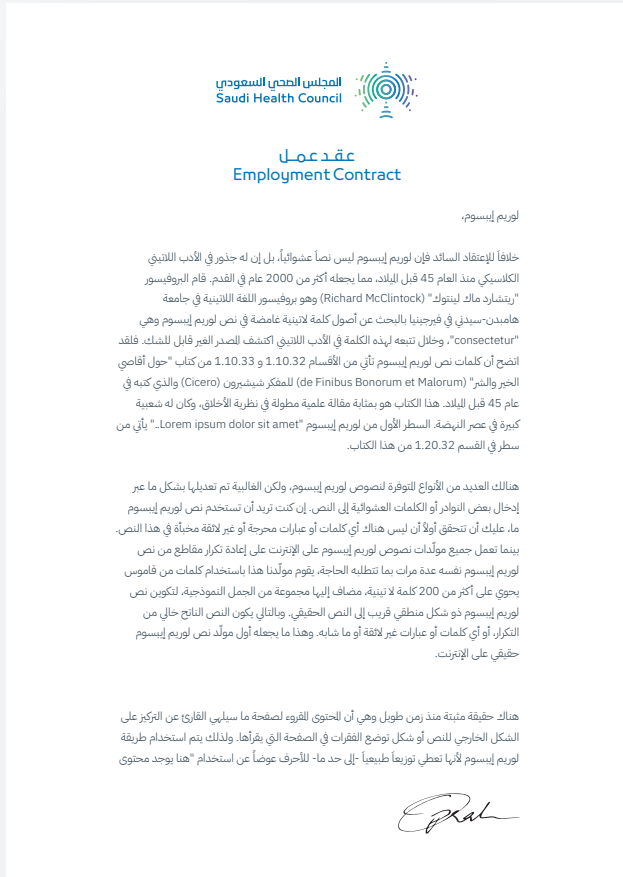 المجلس الصحي السعودي
Saudi Health Council
عقد عمل
Employment Contract
لوريم إيبسوم،
خلافاَ للإعتقاد السائد فإن لوريم إيبسوم ليس نصاَ عشوائياً، بل إن له جذور في الأدب اللاتيني
الكلاسيكي منذ العام 45 قبل الميلاد، مما يجعله أكثر من 2000 عام في القدم. قام البروفيسور
"ريتشارد ماك لينتوك" (Richard McClintock) وهو بروفيسور اللغة اللاتينية في جامعة
هامبدن-سيدني في فيرجينيا بالبحث عن أصول كلمة لاتينية غامضة في نص لوريم إيبسوم وهي
"consectetur"، وخلال تتبعه لهذه الكلمة في الأدب اللاتيني اكتشف المصدر الغير قابل للشك. فلقد
اتضح أن كلمات نص لوريم إيبسوم تأتي من الأقسام 1.10.32 و 1.10.33 من كتاب "حول أقاصي
الخير والشر" (de Finibus Bonorum et Malorum) للمفكر شيشيرون (Cicero) والذي كتبه في
عام 45 قبل الميلاد. هذا الكتاب هو بمثابة مقالة علمية مطولة في نظرية الأخلاق، وكان له شعبية
كبيرة في عصر النهضة. السطر الأول من لوريم إيبسوم "Lorem ipsum dolor sit amet.." يأتي من
سطر في القسم 1.20.32 من هذا الكتاب.
هنالك العديد من الأنواع المتوفرة لنصوص لوريم إيبسوم، ولكن الغالبية تم تعديلها بشكل ما عبر
إدخال بعض النوادر أو الكلمات العشوائية إلى النص. إن كنت تريد أن تستخدم نص لوريم إيبسوم
ما، عليك أن تتحقق أولاً أن ليس هناك أي كلمات أو عبارات محرجة أو غير لائقة مخبأة في هذا النص.
بينما تعمل جميع مولّدات نصوص لوريم إيبسوم على الإنترنت على إعادة تكرار مقاطع من نص
لوريم إيبسوم نفسه عدة مرات بما تتطلبه الحاجة، يقوم مولّدنا هذا باستخدام كلمات من قاموس
يحوي على أكثر من 200 كلمة لا تينية، مضاف إليها مجموعة من الجمل النموذجية، لتكوين نص
لوريم إيبسوم ذو شكل منطقي قريب إلى النص الحقيقي. وبالتالي يكون النص الناتح خالي من
التكرار، أو أي كلمات أو عبارات غير لائقة أو ما شابه. وهذا ما يجعله أول مولّد نص لوريم إيبسوم
حقيقي على الإنترنت.
هناك حقيقة مثبتة منذ زمن طويل وهي أن المحتوى المقروء لصفحة ما سيلهي القارئ عن التركيز على
الشكل الخارجي للنص أو شكل توضع الفقرات في الصفحة التي يقرأها. ولذلك يتم استخدام طريقة
لوريم إيبسوم لأنها تعطي توزيعاَ طبيعياَ -إلى حد ما- للأحرف عوضاً عن استخدام "هنا يوجد محتوى